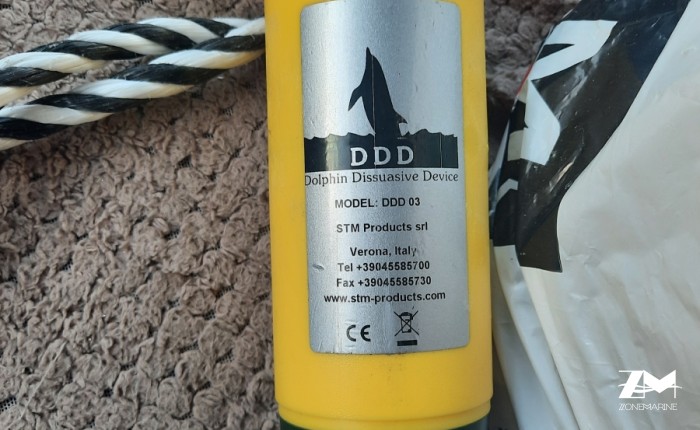 DDD
Dolphin Dissuasive Device
MODEL: DDD 03
STM Products srl
Verona, Italy
Tel +39045585700
Fax +39045585730
www.stm-products.com
CE
ZM
ZONEMARINE